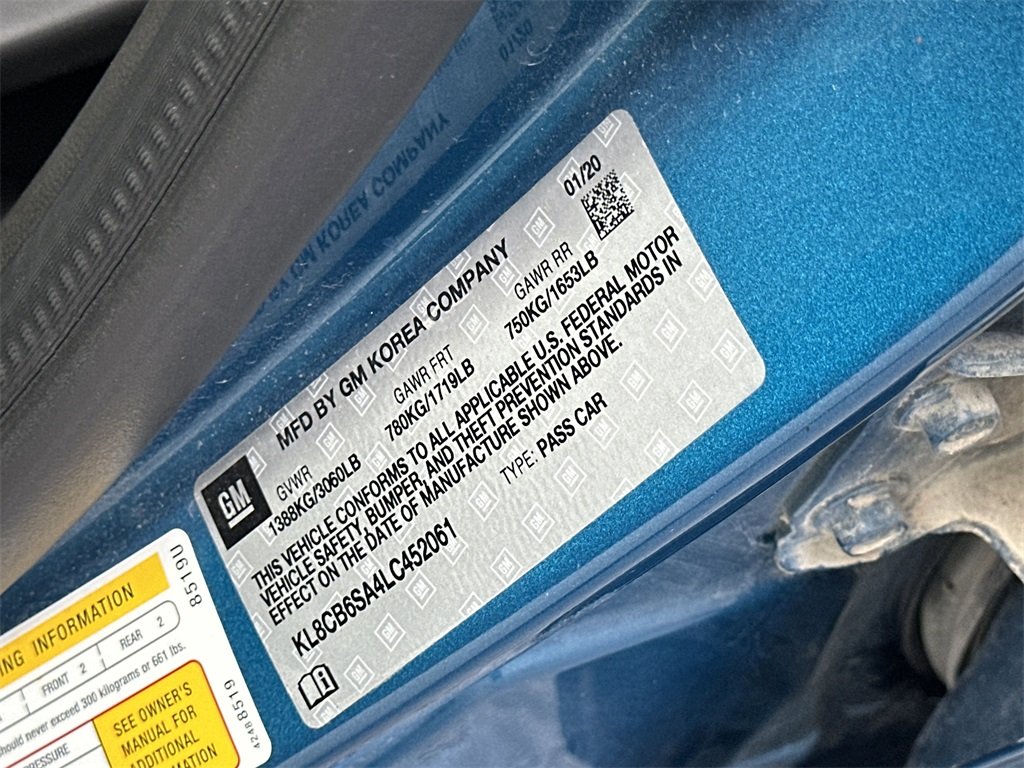 MFD BY GM KOREA COMPANY
01/20
GM
GVWR
GAWR FRT
GAWR RR
1388KG/3060LB
780KG/1719LB
750KG/1653LB
THIS VEHICLE CONFORMS TO ALL APPLICABLE U.S. FEDERAL MOTOR
VEHICLE SAFETY, BUMPER, AND THEFT PREVENTION STANDARDS IN
EFFECT ON THE DATE OF MANUFACTURE SHOWN ABOVE.
KL8CB6SA4LC452061
TYPE: PASS CAR
INFORMATION
8519U
FRONT 2
REAR 2
should never exceed 300 kilograms or 661 lbs.
PRESSURE
SEE OWNER'S
MANUAL FOR
ADDITIONAL
42488519